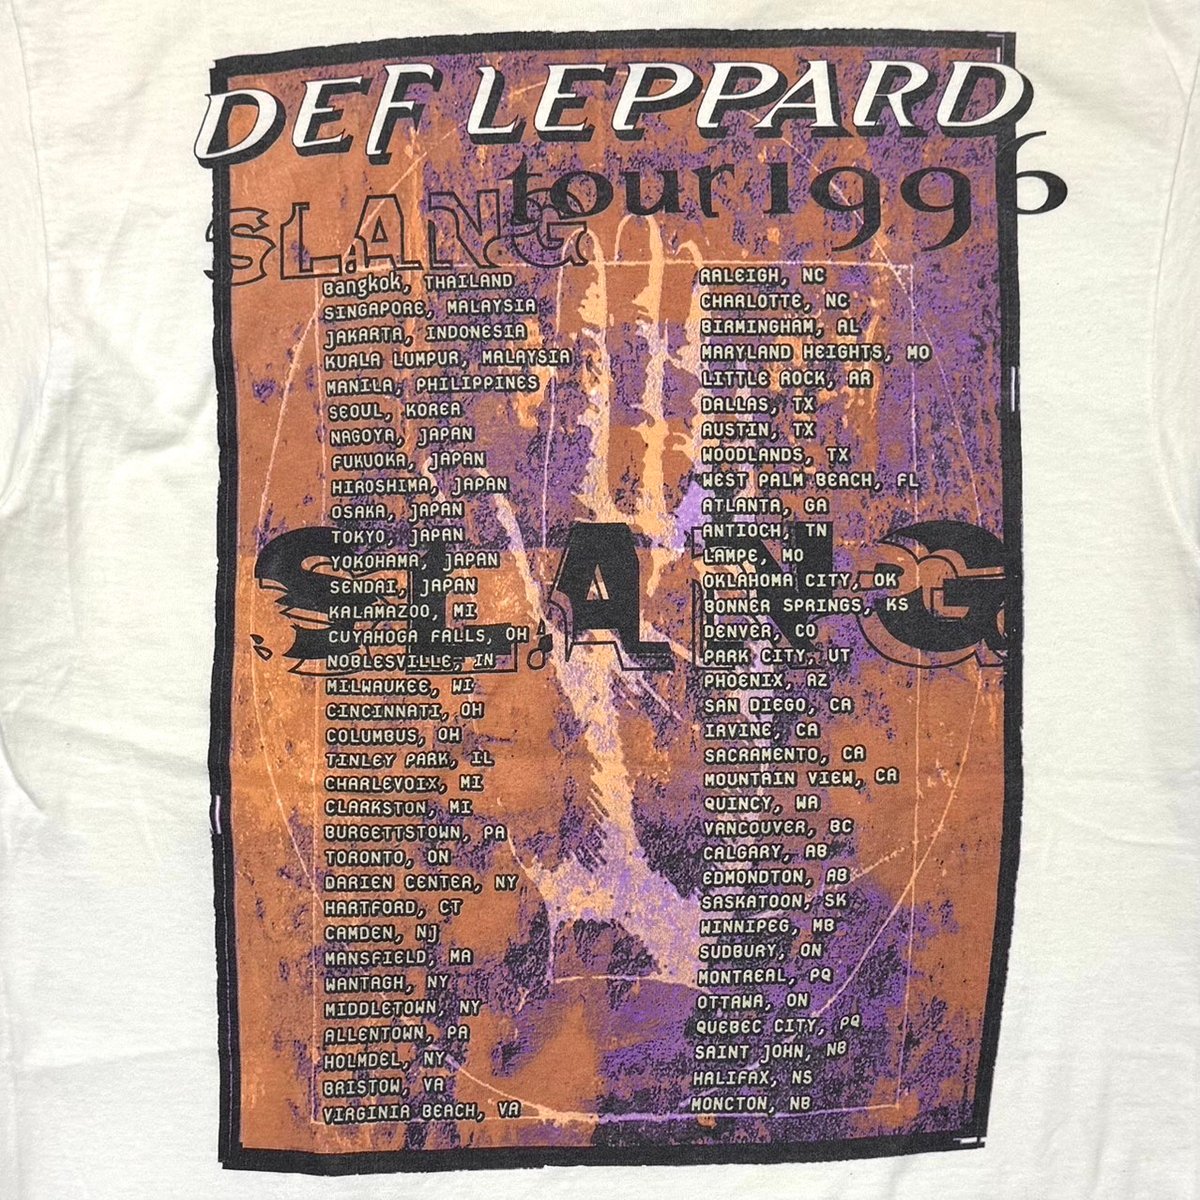 DEF LEPPARD
tour 1996
SLANG
Bangkok, THAILAND
SINGAPORE, MALAYSIA
JAKARTA, INDONESIA
KUALA LUMPUR, MALAYSIA
MANILA, PHILIPPINES
SEOUL, KOREA
NAGOYA, JAPAN
FUKUOKA, JAPAN
HIROSHIMA, JAPAN
OSAKA, JAPAN
TOKYO, JAPAN
YOKOHAMA, JAPAN
SENDAI, JAPAN
KALAMAZOO, MI
CUYAHOGA FALLS, OH
NOBLESVILLE, IN
MILWAUKEE, WI
CINCINNATI, OH
COLUMBUS, OH
TINLEY PARK, IL
CHARLEVOIX, MI
CLARKSTON, MI
BURGETTSTOWN, PA
TORONTO, ON
DARIEN CENTER, NY
HARTFORD, CT
CAMDEN, NJ
MANSFIELD, MA
WANTAGH, NY
MIDDLETOWN, NY
ALLENTOWN, PA
HOLMDEL, NY
BRISTOW, VA
VIRGINIA BEACH, VA
RALEIGH, NC
CHARLOTTE, NC
BIRMINGHAM, AL
MARYLAND HEIGHTS, MO
LITTLE ROCK, AR
DALLAS, TX
AUSTIN, TX
WOODLANDS, TX
WEST PALM BEACH, FL
ATLANTA, GA
ANTIOCH, TN
LAMPE, MO
OKLAHOMA CITY, OK
BONNER SPRINGS, KS
DENVER, CO
PARK CITY, UT
PHOENIX, AZ
SAN DIEGO, CA
IRVINE, CA
SACRAMENTO, CA
MOUNTAIN VIEW, CA
QUINCY, WA
VANCOUVER, BC
CALGARY, AB
EDMONDTON, AB
SASKATOON, SK
WINNIPEG, MB
SUDBURY, ON
MONTREAL, PQ
OTTAWA, ON
QUEBEC CITY, PQ
SAINT JOHN, NB
HALIFAX, NS
MONCTON, NB
SLANG